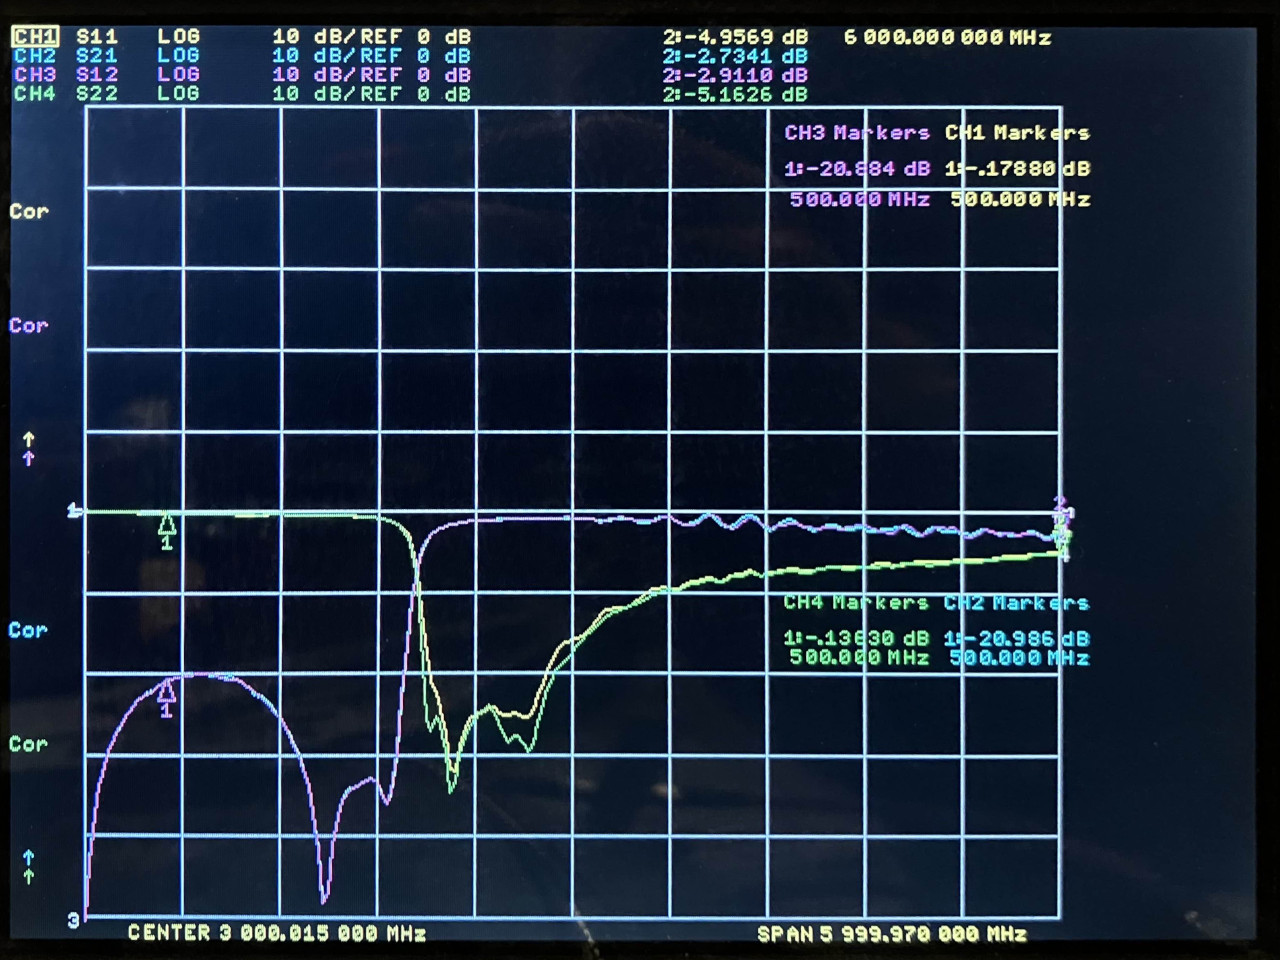 CH1 S11 LOG 10 dB/REF 0 dB 2:-4.9569 dB 6 000.000 000 MHz
CH2 S21 LOG 10 dB/REF 0 dB 2:-2.7341 dB
CH3 S12 LOG 10 dB/REF 0 dB 2:-2.9110 dB
CH4 S22 LOG 10 dB/REF 0 dB 2:-5.1626 dB
CH3 Markers CH1 Markers
1:-20.884 dB 1:-.17880 dB
500.000 MHz 500.000 MHz
Cor
Cor
1
1
Cor
CH4 Markers CH2 Markers
1:-.13630 dB 1:-20.986 dB
500.000 MHz 500.000 MHz
1
Cor
3
CENTER 3 000.015 000 MHz SPAN 5 999.970 000 MHz